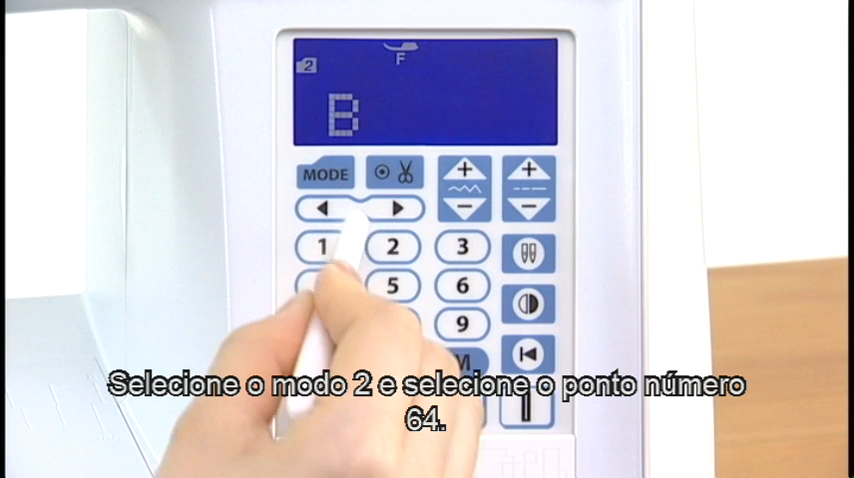 F
2
B
MODE
+ +
- -
1 2 3
5 6
9
M
Selecione o modo 2 e selecione o ponto número
64.